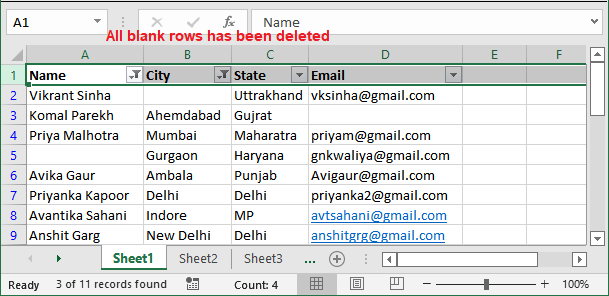 A1 Name
All blank rows has been deleted
A B C D E F
1 Name City State Email
2 Vikrant Sinha Uttrakhand vksinha@gmail.com
3 Komal Parekh Ahemdabad Gujrat
4 Priya Malhotra Mumbai Maharatra priyam@gmail.com
5 Gurgaon Haryana gnkwaliya@gmail.com
6 Avika Gaur Ambala Punjab Avigaur@gmail.com
7 Priyanka Kapoor Delhi Delhi priyanka2@gmail.com
8 Avantika Sahani Indore MP avtsahani@gmail.com
9 Anshit Garg New Delhi Delhi anshitgrg@gmail.com
Sheet1 Sheet2 Sheet3 ...
Ready 3 of 11 records found Count: 4 100%